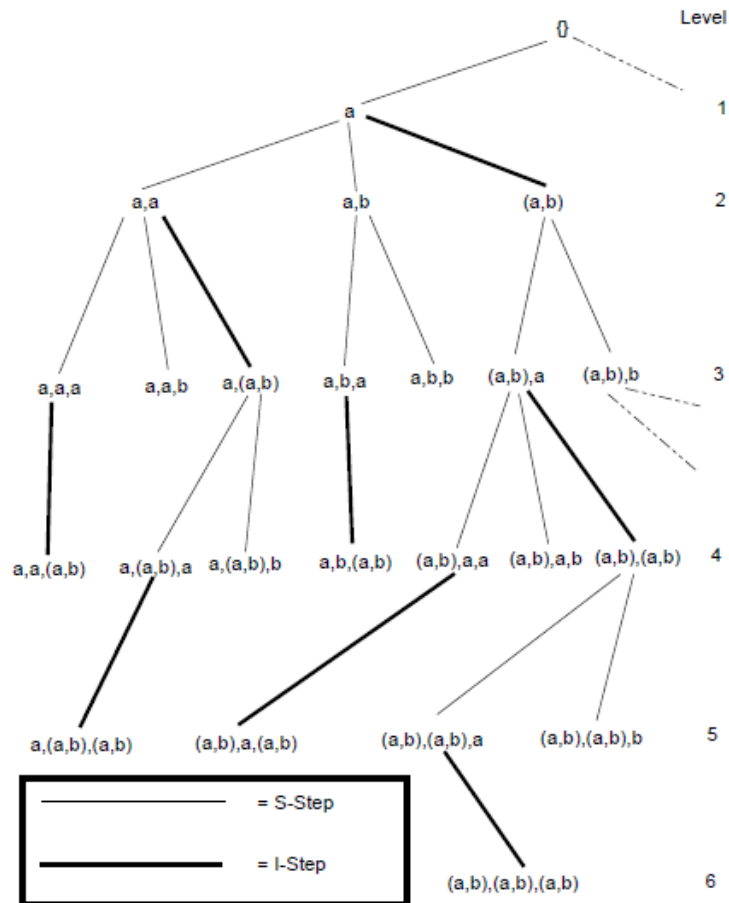 Level
{}
1
a
2
a,a a,b (a,b)
3
a,a,a a,a,b a,(a,b) a,b,a a,b,b (a,b),a (a,b),b
4
a,a,(a,b) a,(a,b),a a,(a,b),b a,b,(a,b) (a,b),a,a (a,b),a,b (a,b),(a,b)
5
a,(a,b),(a,b) (a,b),a,(a,b) (a,b),(a,b),a (a,b),(a,b),b
= S-Step
= I-Step
(a,b),(a,b),(a,b) 6